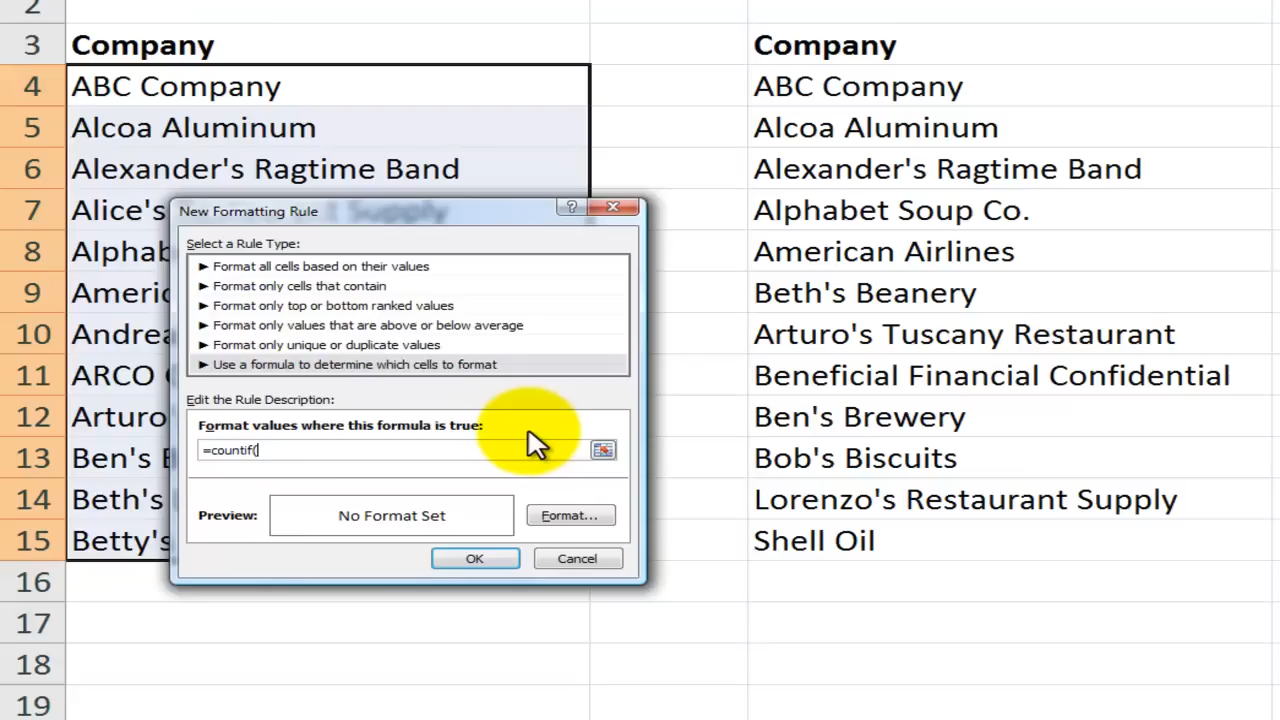 2
3 Company Company
4 ABC Company ABC Company
5 Alcoa Aluminum Alcoa Aluminum
6 Alexander's Ragtime Band Alexander's Ragtime Band
7 Alice's Supply Alphabet Soup Co.
New Formatting Rule
Select a Rule Type:
8 Alphab American Airlines
► Format all cells based on their values
► Format only cells that contain
9 Americ Beth's Beanery
► Format only top or bottom ranked values
► Format only values that are above or below average
10 Andrea Arturo's Tuscany Restaurant
► Format only unique or duplicate values
► Use a formula to determine which cells to format
11 ARCO Beneficial Financial Confidential
Edit the Rule Description:
12 Arturo' Ben's Brewery
Format values where this formula is true:
=countif(
13 Ben's B Bob's Biscuits
14 Beth's Lorenzo's Restaurant Supply
Preview: No Format Set Format...
15 Betty's Shell Oil
OK Cancel
16
17
18
19